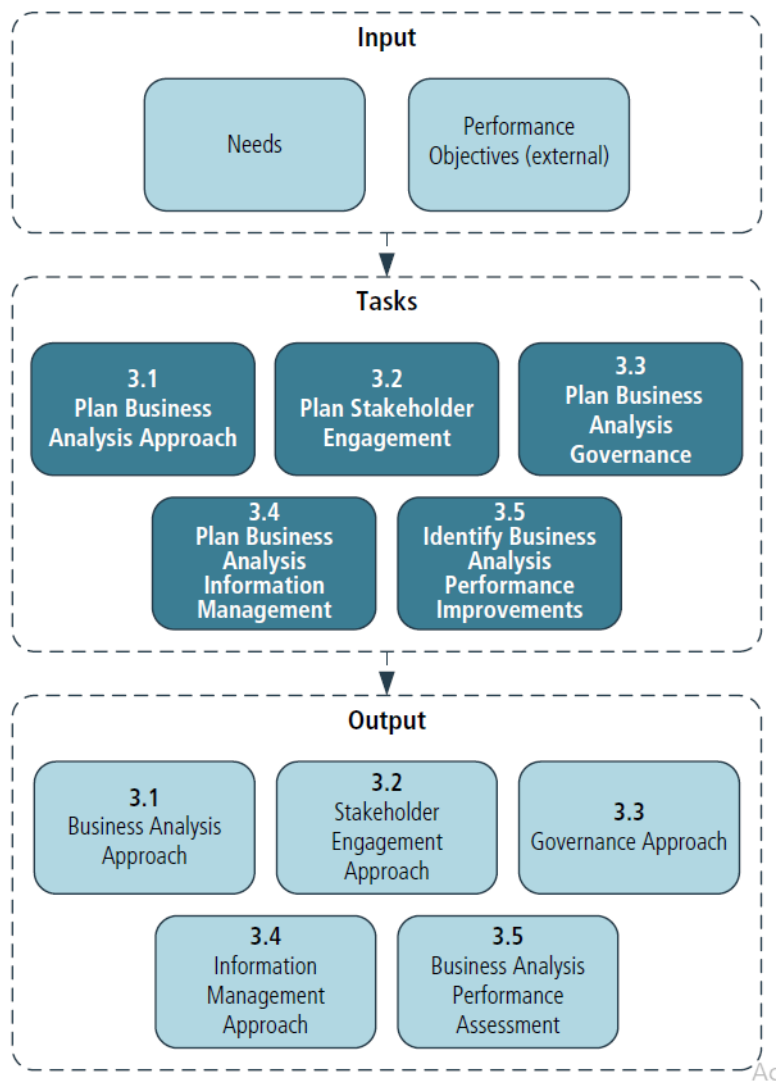 Input
Needs
Performance
Objectives (external)
Tasks
3.1
Plan Business
Analysis Approach
3.2
Plan Stakeholder
Engagement
3.3
Plan Business
Analysis
Governance
3.4
Plan Business
Analysis
Information
Management
3.5
Identify Business
Analysis
Performance
Improvements
Output
3.1
Business Analysis
Approach
3.2
Stakeholder
Engagement
Approach
3.3
Governance Approach
3.4
Information
Management
Approach
3.5
Business Analysis
Performance
Assessment